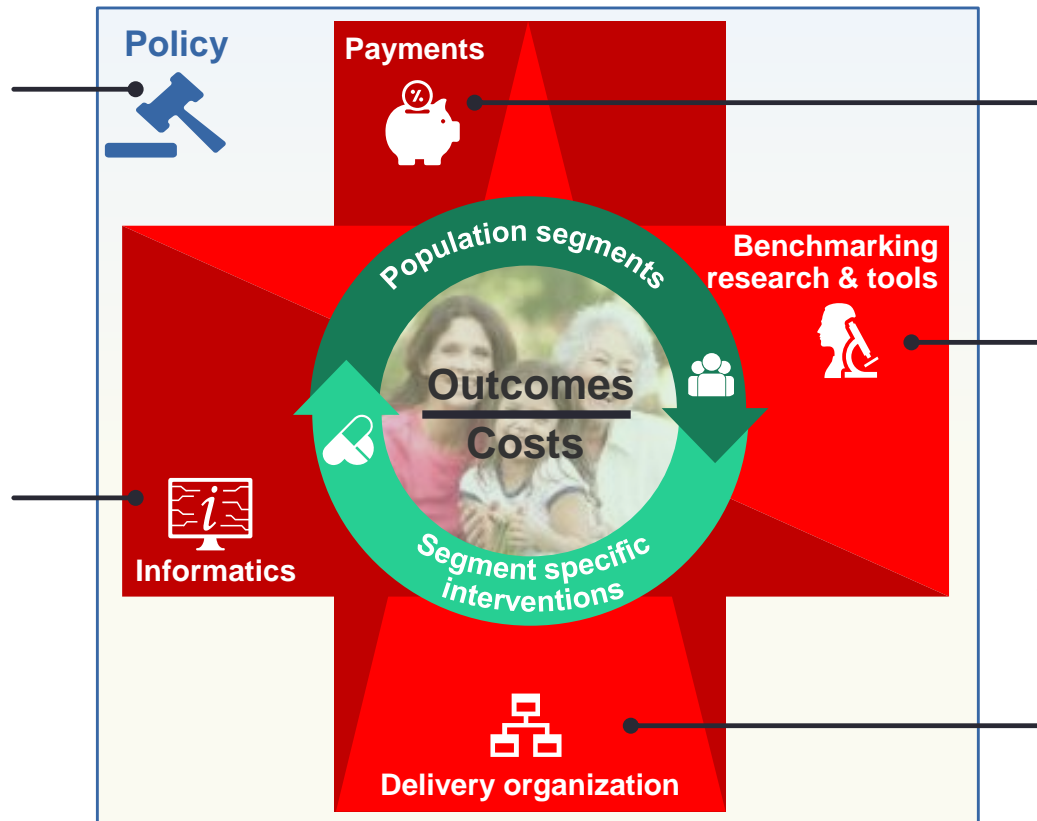 Policy
Payments
%
Population segments
Benchmarking
research & tools
Outcomes
Costs
i
Informatics
Segment specific
interventions
Delivery organization